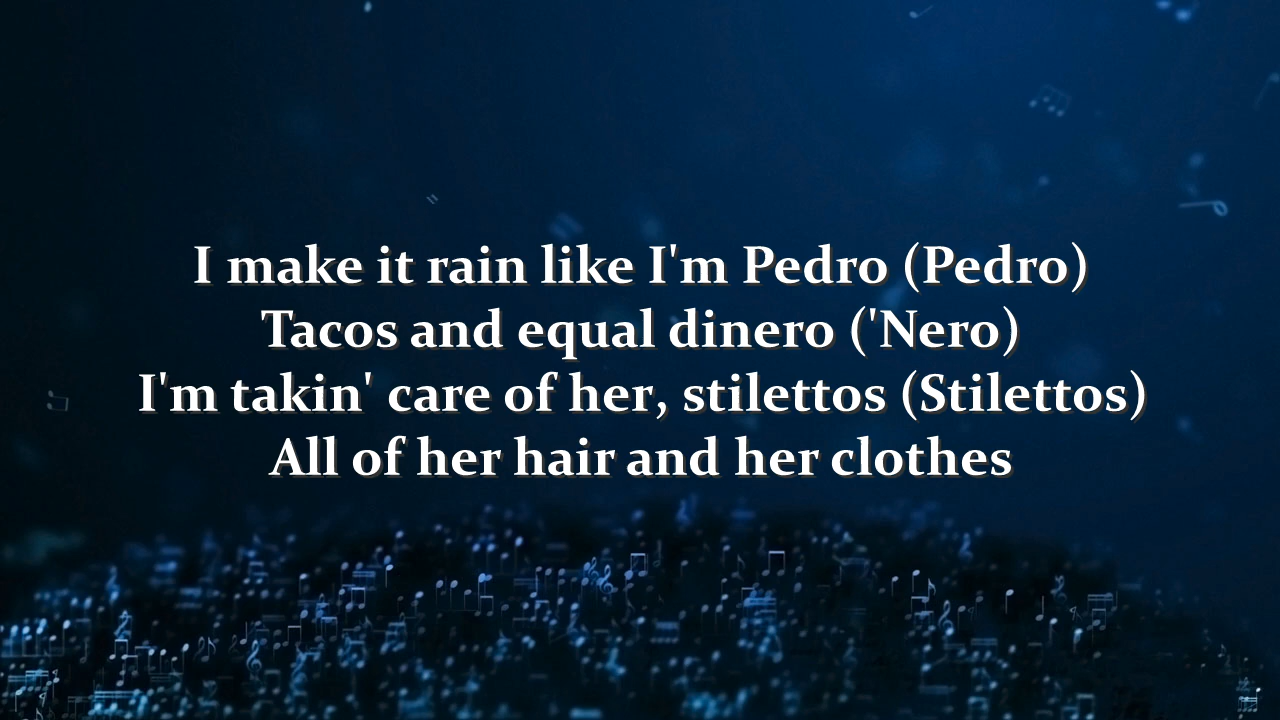 I make it rain like I'm Pedro (Pedro)
Tacos and equal dinero ('Nero)
I'm takin' care of her, stilettos (Stilettos)
All of her hair and her clothes